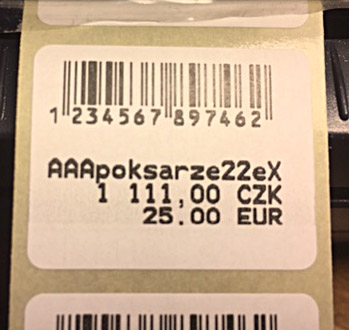 1 234567 897462
AAApoksarze22eX
1 111,00 CZK
25.00 EUR